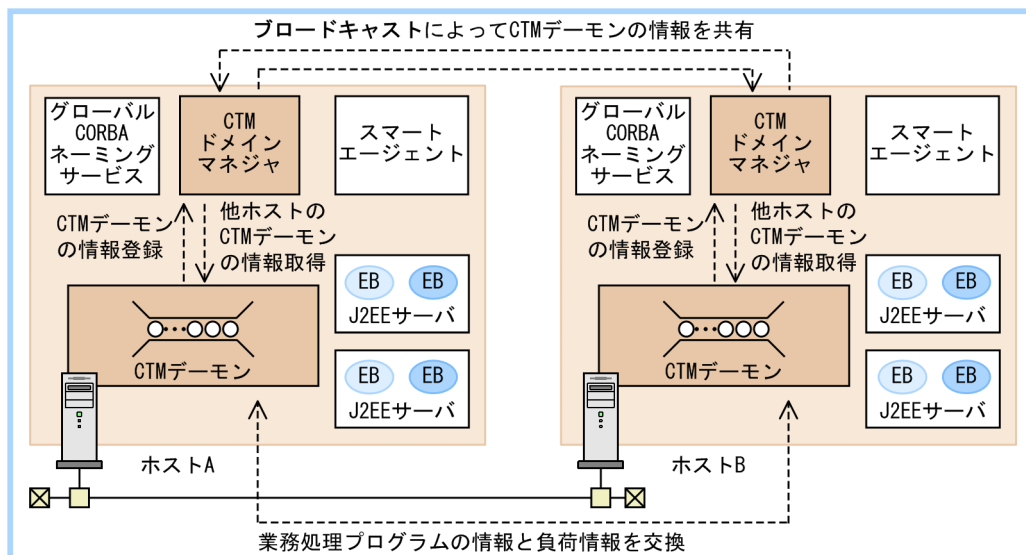 ブロードキャストによってCTMデーモンの情報を共有
グローバル
CORBA
ネーミング
サービス
CTM
ドメイン
マネジャ
スマート
エージェント
CTMデーモン
の情報登録
他ホストの
CTMデーモン
の情報取得
EB
EB
J2EEサーバ
CTMデーモン
EB
EB
J2EEサーバ
ホストA
グローバル
CORBA
ネーミング
サービス
CTM
ドメイン
マネジャ
スマート
エージェント
CTMデーモン
の情報登録
他ホストの
CTMデーモン
の情報取得
EB
EB
J2EEサーバ
CTMデーモン
EB
EB
J2EEサーバ
ホストB
業務処理プログラムの情報と負荷情報を交換